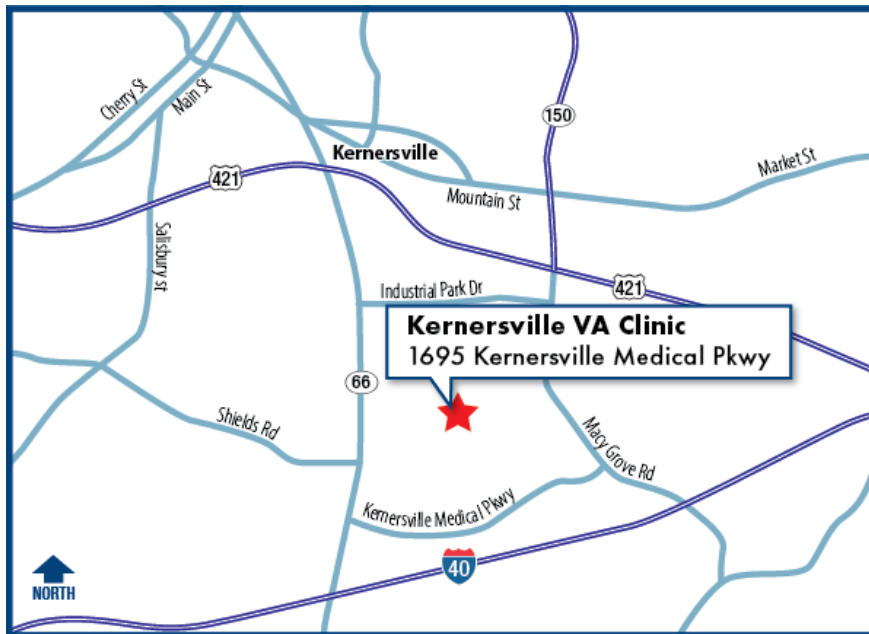 Cherry St
Main St
150
Kernersville
421
Market St
Mountain St
Salisbury st
Industrial Park Dr
421
Kernersville VA Clinic
1695 Kernersville Medical Pkwy
66
Shields Rd
Macy Grove Rd
Kernersville Medical Pkwy
40
NORTH